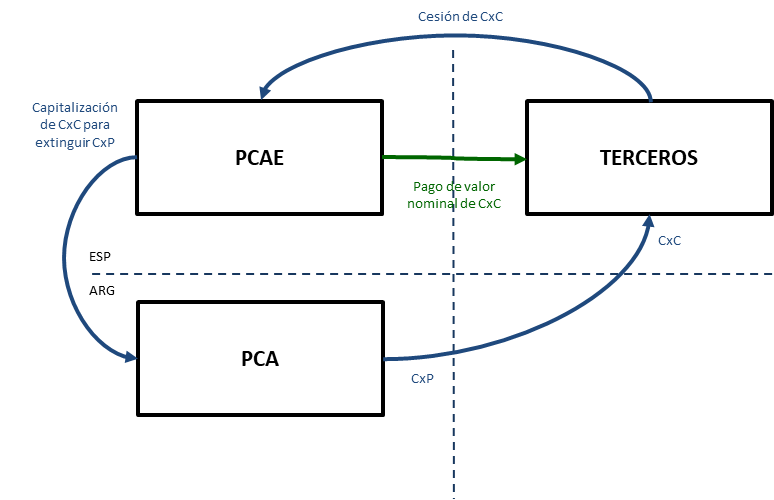 Cesión de CxC
Capitalización
de CxC para
extinguir CxP
PCAE
TERCEROS
Pago de valor
nominal de CxC
CxC
ESP
ARG
PCA
CxP